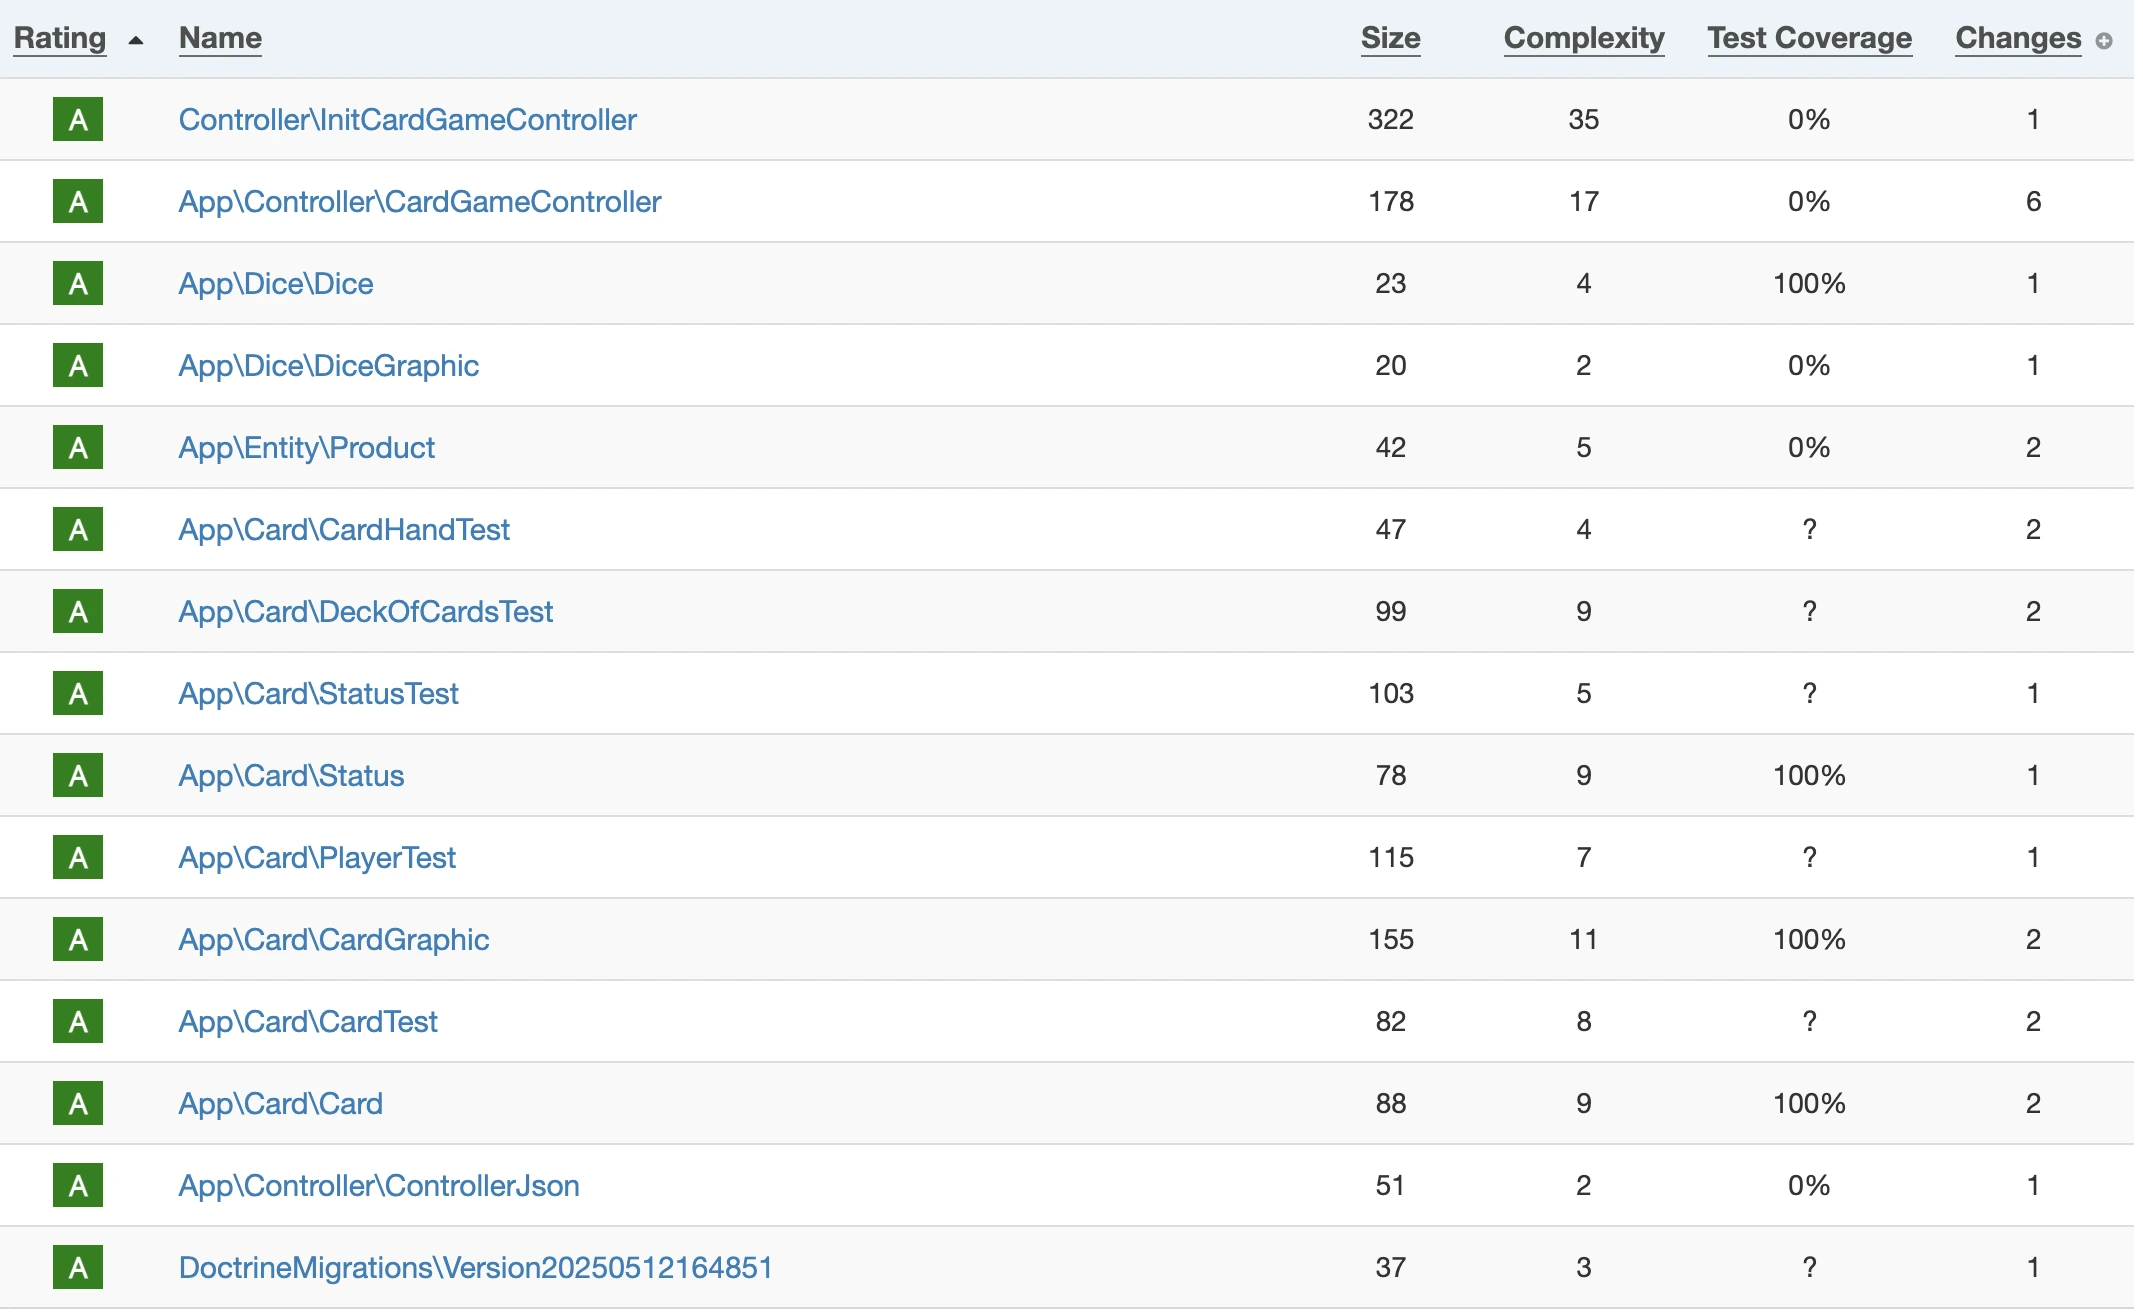 Rating Name Size Complexity Test Coverage Changes
A Controller\InitCardGameController 322 35 0% 1
A App\Controller\CardGameController 178 17 0% 6
A App\Dice\Dice 23 4 100% 1
A App\Dice\DiceGraphic 20 2 0% 1
A App\Entity\Product 42 5 0% 2
A App\Card\CardHandTest 47 4 ? 2
A App\Card\DeckOfCardsTest 99 9 ? 2
A App\Card\StatusTest 103 5 ? 1
A App\Card\Status 78 9 100% 1
A App\Card\PlayerTest 115 7 ? 1
A App\Card\CardGraphic 155 11 100% 2
A App\Card\CardTest 82 8 ? 2
A App\Card\Card 88 9 100% 2
A App\Controller\ControllerJson 51 2 0% 1
A DoctrineMigrations\Version20250512164851 37 3 ? 1